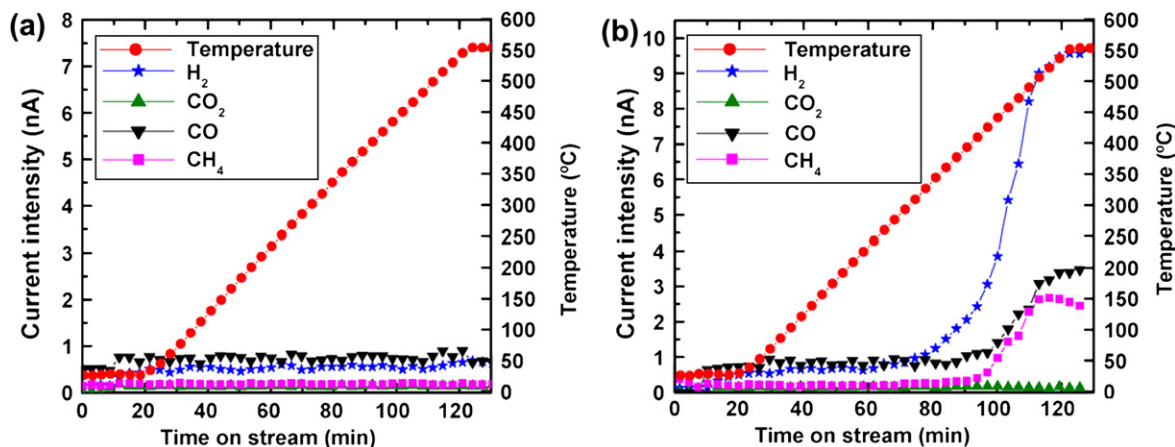 (a)
Temperature
H2
CO2
CO
CH4
8
7
6
5
4
3
2
1
0
Current intensity (nA)
600
550
500
450
400
350
300
250
200
150
100
50
0
Temperature (ºC)
0 20 40 60 80 100 120
Time on stream (min)
(b)
Temperature
H2
CO2
CO
CH4
10
9
8
7
6
5
4
3
2
1
0
Current intensity (nA)
600
550
500
450
400
350
300
250
200
150
100
50
0
Temperature (ºC)
0 20 40 60 80 100 120
Time on stream (min)